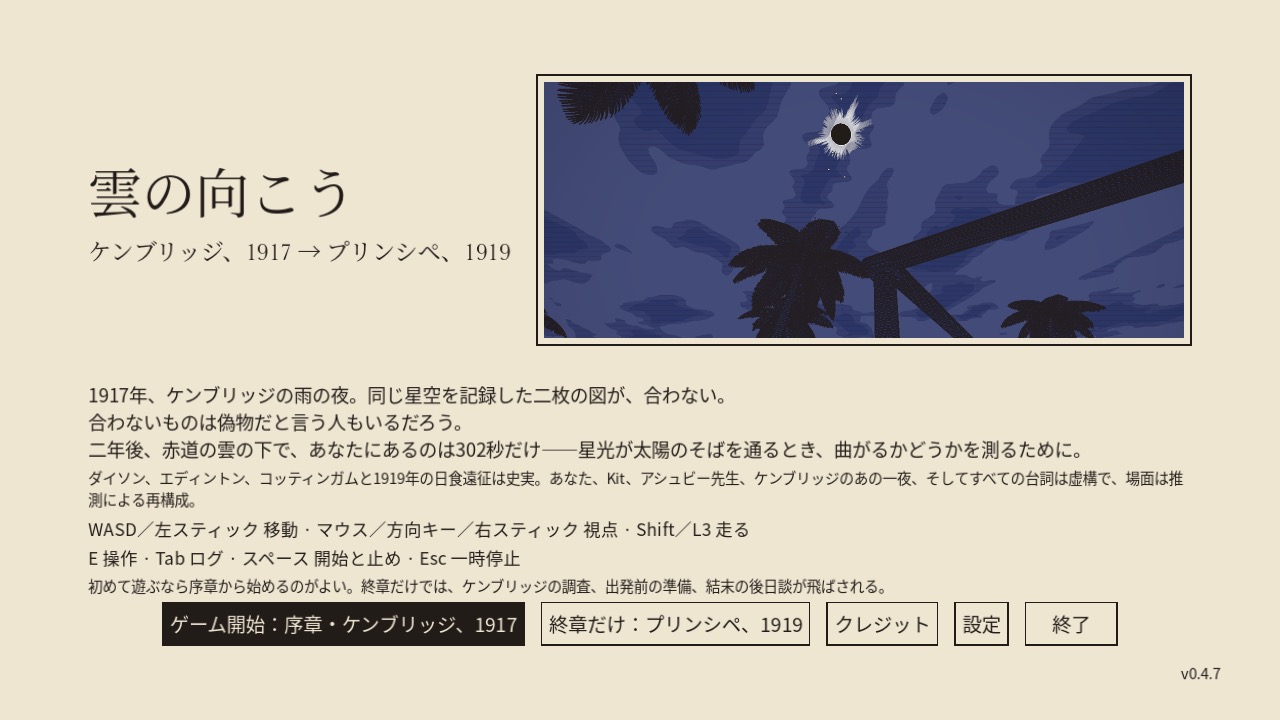 雲の向こう
ケンブリッジ、1917 → プリンシペ、1919
1917年、ケンブリッジの雨の夜。同じ星空を記録した二枚の図が、合わない。
合わないものは偽物だと言う人もいるだろう。
二年後、赤道の雲の下で、あなたにあるのは302秒だけ——星光が太陽のそばを通るとき、曲がるかどうかを測るために。
ダイソン、エディントン、コッティンガムと1919年の日食遠征は史実。あなた、Kit、アシュビー先生、ケンブリッジのあの一夜、そしてすべての台詞は虚構で、場面は推
測による再構成。
WASD／左スティック 移動 · マウス／方向キー／右スティック 視点 · Shift／L3 走る
E 操作 · Tab ログ · スペース 開始と止め · Esc 一時停止
初めて遊ぶなら序章から始めるのがよい。終章だけでは、ケンブリッジの調査、出発前の準備、結末の後日談が飛ばされる。
ゲーム開始：序章・ケンブリッジ、1917
終章だけ：プリンシペ、1919
クレジット
設定
終了
v0.4.7